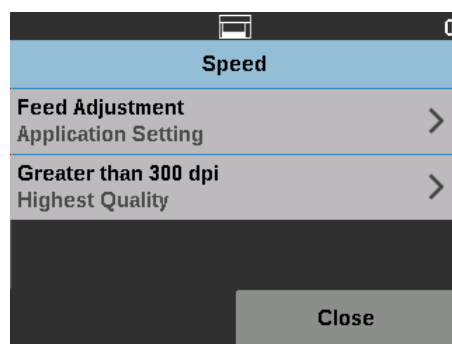 Speed
Feed Adjustment
Application Setting
Greater than 300 dpi
Highest Quality
Close